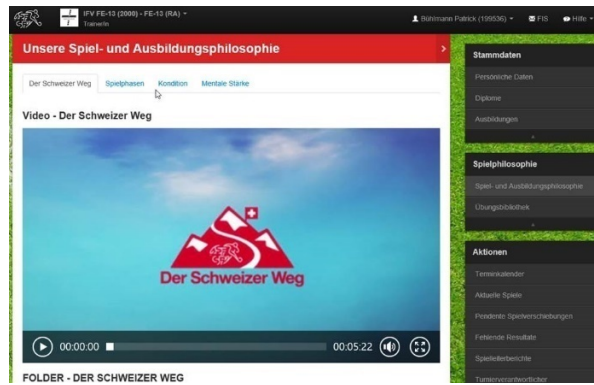 IFV FE-13 (2000) - FE-13 (RA)
Trainer/in
Bühlmann Patrick (199536)
FIS
Hilfe
Unsere Spiel- und Ausbildungsphilosophie
Der Schweizer Weg
Spielphasen
Kondition
Mentale Stärke
Video - Der Schweizer Weg
Der Schweizer Weg
00:00:00
00:05:22
FOLDER - DER SCHWEIZER WEG
Stammdaten
Persönliche Daten
Diplome
Ausbildungen
Spielphilosophie
Spiel- und Ausbildungsphilosophie
Übungsbibliothek
Aktionen
Terminkalender
Aktuelle Spiele
Pendente Spielverschiebungen
Fehlende Resultate
Spielleiterberichte
Turnierverantwortlicher